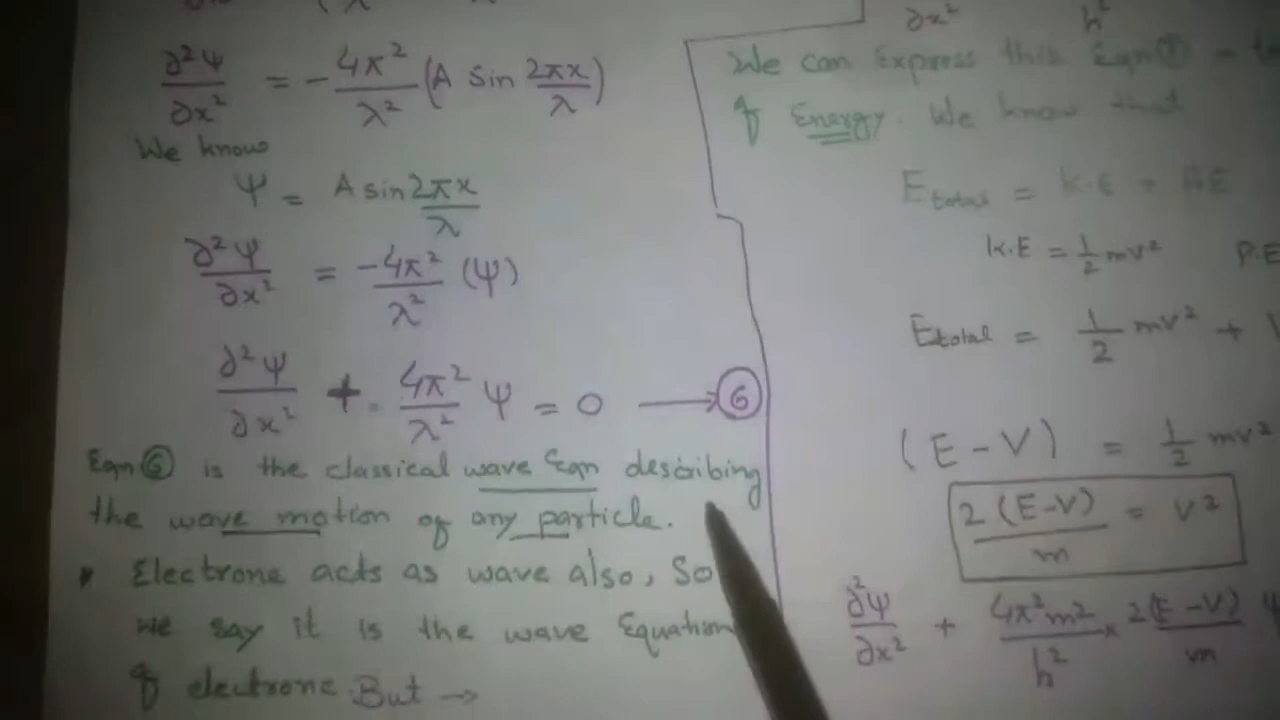 ∂²Ψ/∂x² = -4π²/λ² (A Sin 2πx/λ)
We know
Ψ = A sin 2πx/λ
∂²Ψ/∂x² = -4π²/λ² (Ψ)
∂²Ψ/∂x² + 4π²/λ² Ψ = 0 → ⑥
Eqn ⑥ is the classical wave Eqn describing
the wave motion of any particle.
Electrone acts as wave also, So
we say it is the wave Equation
of electrone. But →
∂x² h²
We can Express this Eqn
of Energy. We know that
E total = K.E + P.E
K.E = 1/2 mv² P.E
E total = 1/2 mv² +
(E - V) = 1/2 mv²
2(E-V)/m = v²
∂²Ψ/∂x² + 4π²m²/h² × 2(E-V)/m Ψ